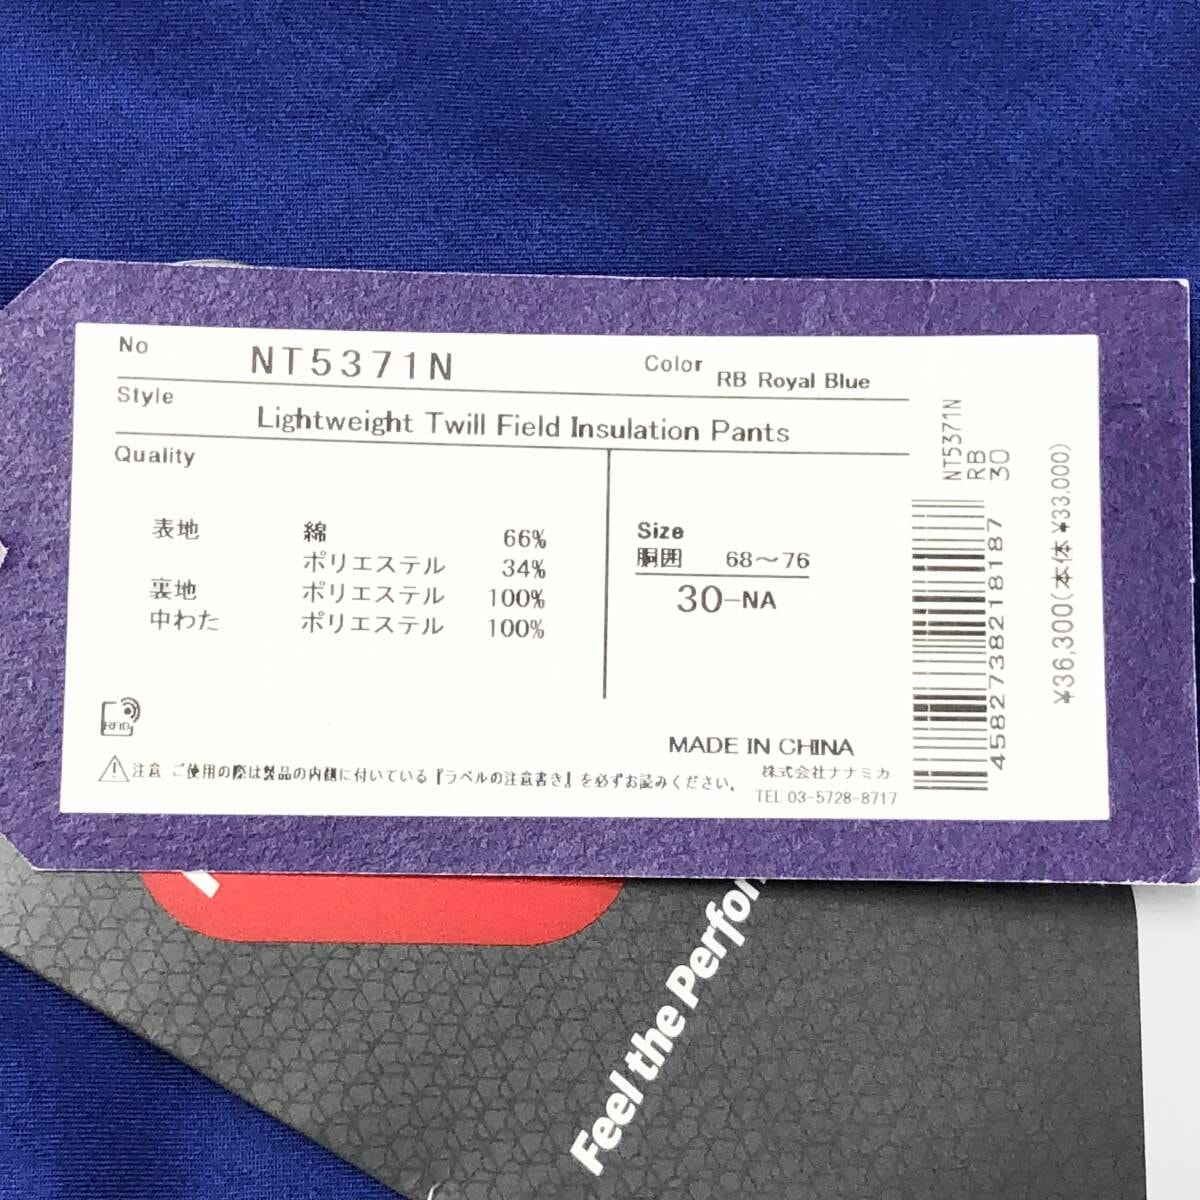 No NT5371N Color RB Royal Blue
Style Lightweight Twill Field Insulation Pants
Quality
表地 綿 66%
ポリエステル 34%
裏地 ポリエステル 100%
中わた ポリエステル 100%
Size
胴囲 68〜76
30-NA
RFID
MADE IN CHINA
注意 ご使用の際は製品の内側に付いている『ラベルの注意書き』を必ずお読みください。
株式会社ナナミカ
TEL 03-5728-8717
NT5371N
RB
30
4582738218187
¥36,300(本体 ¥33,000)
Feel the Perfor